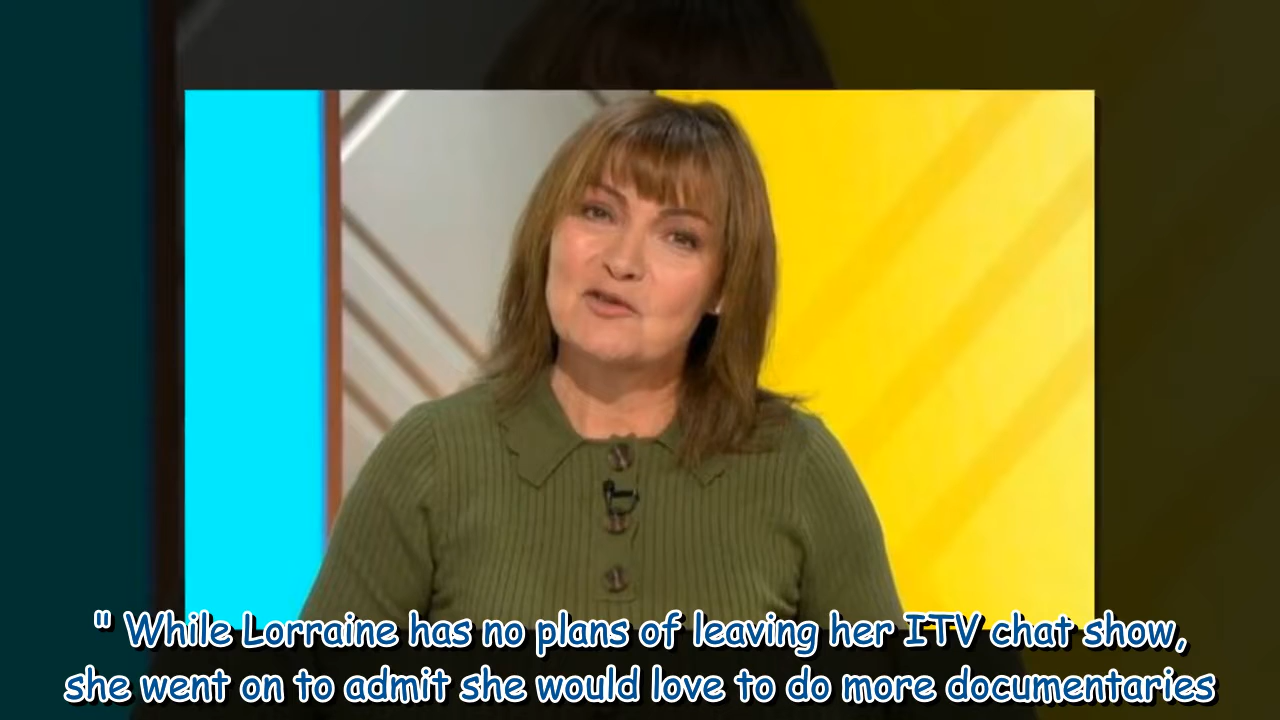 " While Lorraine has no plans of leaving her ITV chat show,
she went on to admit she would love to do more documentaries